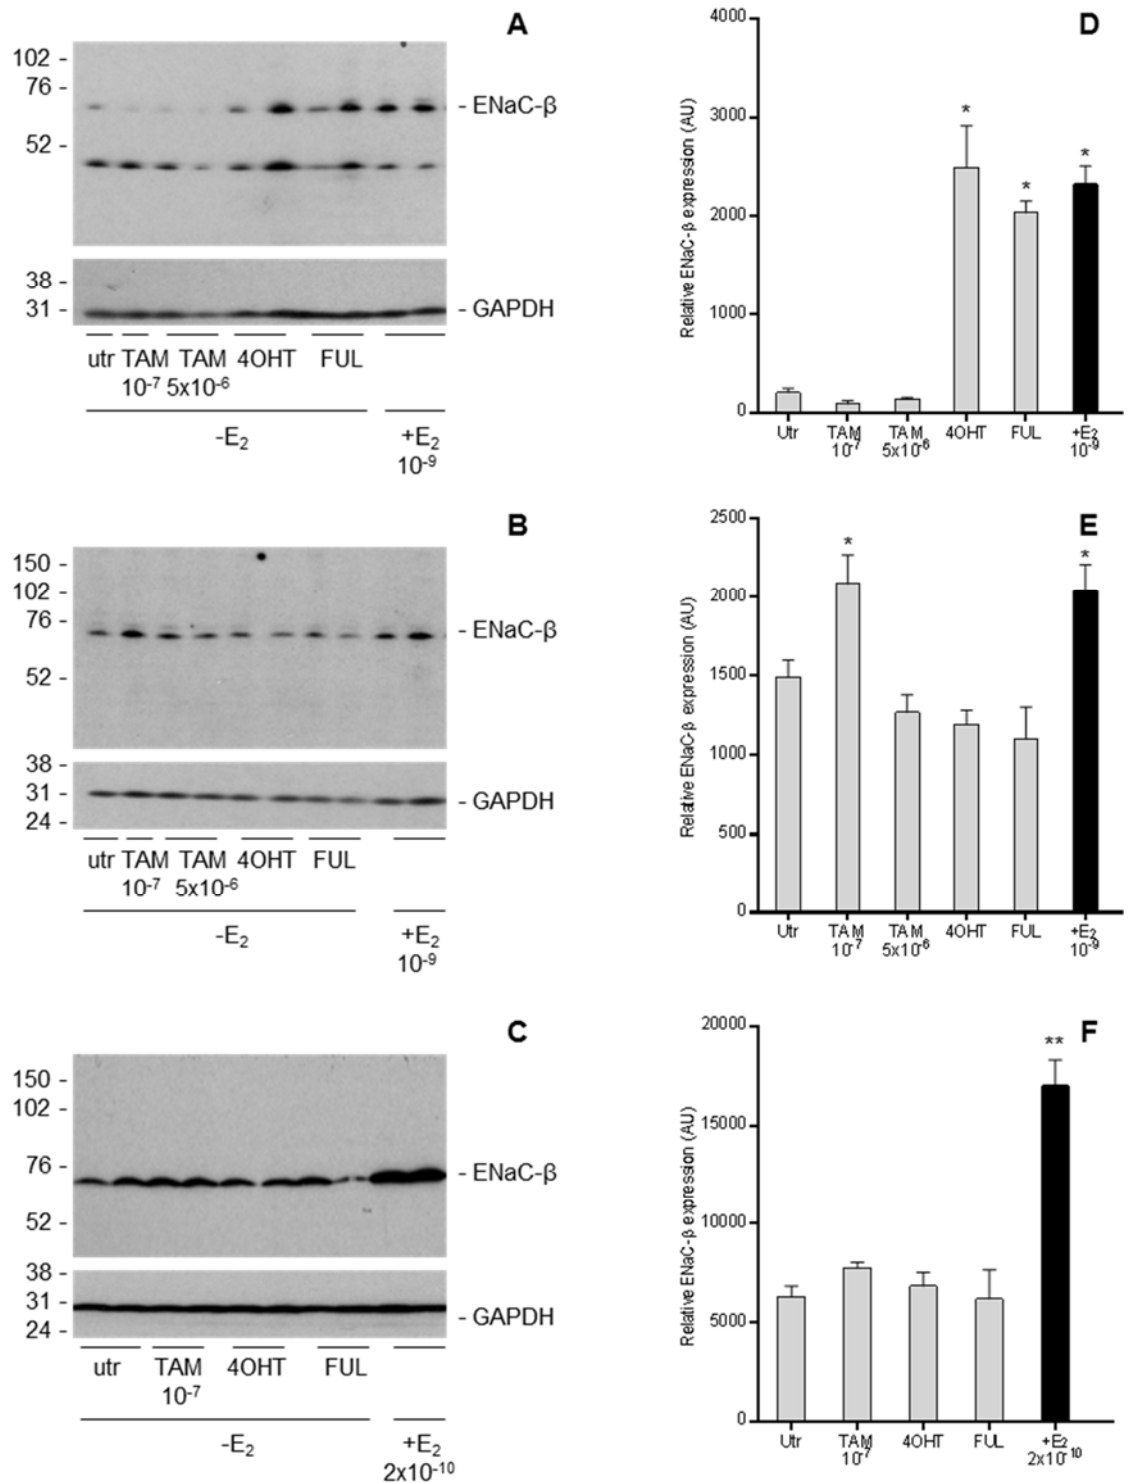 A
102 -
76 -
- ENaC-β
52 -
38 -
31 -
- GAPDH
utr TAM TAM 4OHT FUL
10-7 5x10-6
-E2 +E2
10-9
D
4000
3000
2000
1000
0
Relative ENaC-β expression (AU)
* * *
Utr TAM TAM 4OHT FUL +E2
10-7 5x10-6 10-9
B
150 -
102 -
76 -
- ENaC-β
52 -
38 -
31 -
- GAPDH
24 -
utr TAM TAM 4OHT FUL
10-7 5x10-6
-E2 +E2
10-9
E
2500
2000
1500
1000
500
0
Relative ENaC-β expression (AU)
* *
Utr TAM TAM 4OHT FUL +E2
10-7 5x10-6 10-9
C
150 -
102 -
76 -
- ENaC-β
52 -
38 -
31 -
- GAPDH
24 -
utr TAM 4OHT FUL
10-7
-E2 +E2
2x10-10
F
20000
15000
10000
5000
0
Relative ENaC-β expression (AU)
**
Utr TAM 4OHT FUL +E2
10-7 2x10-10